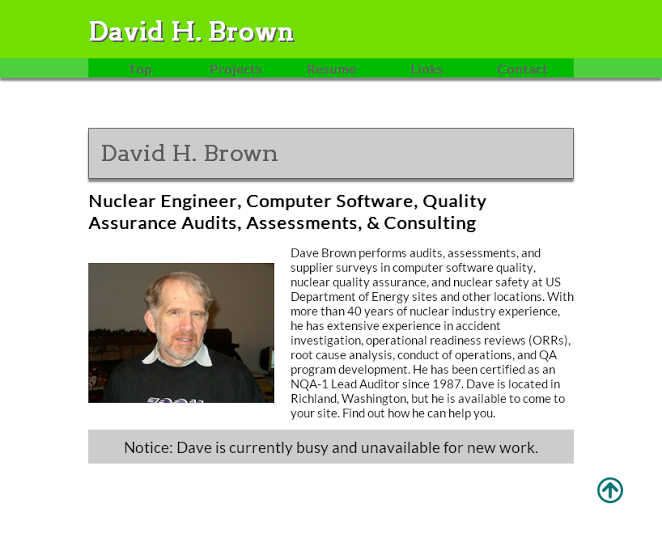 David H. Brown
Top Projects Resume Links Contact
David H. Brown
Nuclear Engineer, Computer Software, Quality
Assurance Audits, Assessments, & Consulting
Dave Brown performs audits, assessments, and
supplier surveys in computer software quality,
nuclear quality assurance, and nuclear safety at US
Department of Energy sites and other locations. With
more than 40 years of nuclear industry experience,
he has extensive experience in accident
investigation, operational readiness reviews (ORRs),
root cause analysis, conduct of operations, and QA
program development. He has been certified as an
NQA-1 Lead Auditor since 1987. Dave is located in
Richland, Washington, but he is available to come to
your site. Find out how he can help you.
Notice: Dave is currently busy and unavailable for new work.